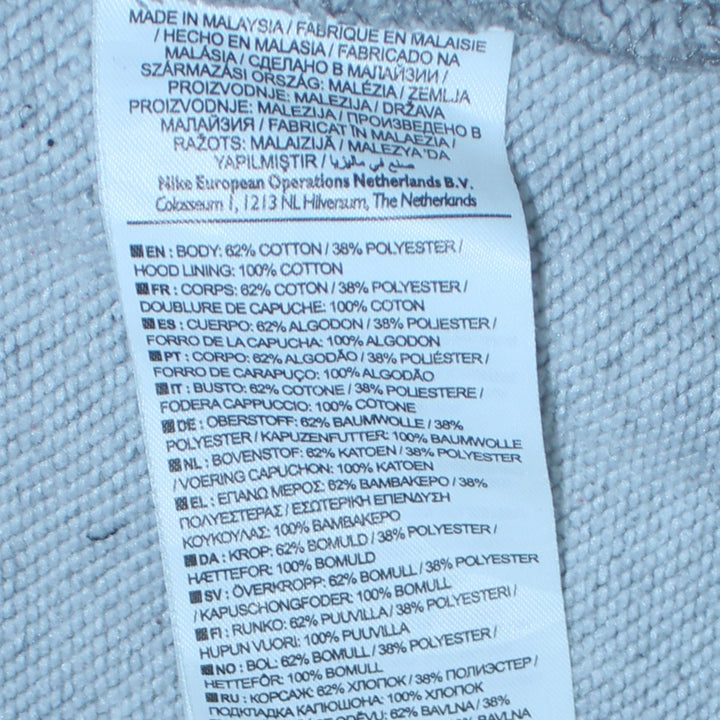 MADE IN MALAYSIA / FABRIQUÉ EN MALAISIE
/ HECHO EN MALASIA / FABRICADO NA
MALÁSIA / СДЕЛАНО В МАЛАЙЗИИ /
SZÁRMAZÁSI ORSZÁG: MALÉZIA / ZEMLJA
PROIZVODNJE: MALEZIJA / DRŽAVA
PROIZVODNJE: MALEZIJA / ПРОИЗВЕДЕНО В
МАЛАЙЗИЯ / FABRICAT ÎN MALAEZIA /
RAŽOTS: MALAIZIJĀ / MALEZYA'DA
YAPILMIŞTIR / صنع في ماليزيا
Nike European Operations Netherlands B.V.
Colosseum 1, 1213 NL Hilversum, The Netherlands
EN : BODY: 62% COTTON / 38% POLYESTER /
HOOD LINING: 100% COTTON
FR : CORPS: 62% COTON / 38% POLYESTER /
DOUBLURE DE CAPUCHE: 100% COTON
ES : CUERPO: 62% ALGODON / 38% POLIESTER /
FORRO DE LA CAPUCHA: 100% ALGODON
PT : CORPO: 62% ALGODÃO / 38% POLIÉSTER /
FORRO DE CARAPUÇO: 100% ALGODÃO
IT : BUSTO: 62% COTONE / 38% POLIESTERE /
FODERA CAPPUCCIO: 100% COTONE
DE : OBERSTOFF: 62% BAUMWOLLE / 38%
POLYESTER / KAPUZENFUTTER: 100% BAUMWOLLE
NL : BOVENSTOF: 62% KATOEN / 38% POLYESTER
/ VOERING CAPUCHON: 100% KATOEN
EL : ΕΠΑΝΩ ΜΕΡΟΣ: 62% ΒΑΜΒΑΚΕΡΟ / 38%
ΠΟΛΥΕΣΤΕΡΑΣ / ΕΣΩΤΕΡΙΚΗ ΕΠΕΝΔΥΣΗ
ΚΟΥΚΟΥΛΑΣ: 100% ΒΑΜΒΑΚΕΡΟ
DA : KROP: 62% BOMULD / 38% POLYESTER /
HÆTTEFOR: 100% BOMULD
SV : ÖVERKROPP: 62% BOMULL / 38% POLYESTER
/ KAPUSCHONGFODER: 100% BOMULL
FI : RUNKO: 62% PUUVILLA / 38% POLYESTERI /
HUPUN VUORI: 100% PUUVILLA
NO : BOL: 62% BOMULL / 38% POLYESTER /
HETTEFÔR: 100% BOMULL
RU : КОРСАЖ: 62% ХЛОПОК / 38% ПОЛИЭСТЕР /
ПОДКЛАДКА КАПЮШОНА: 100% ХЛОПОК
ODĚVU: 62% BAVLNA / 38%
100% BAVLNA